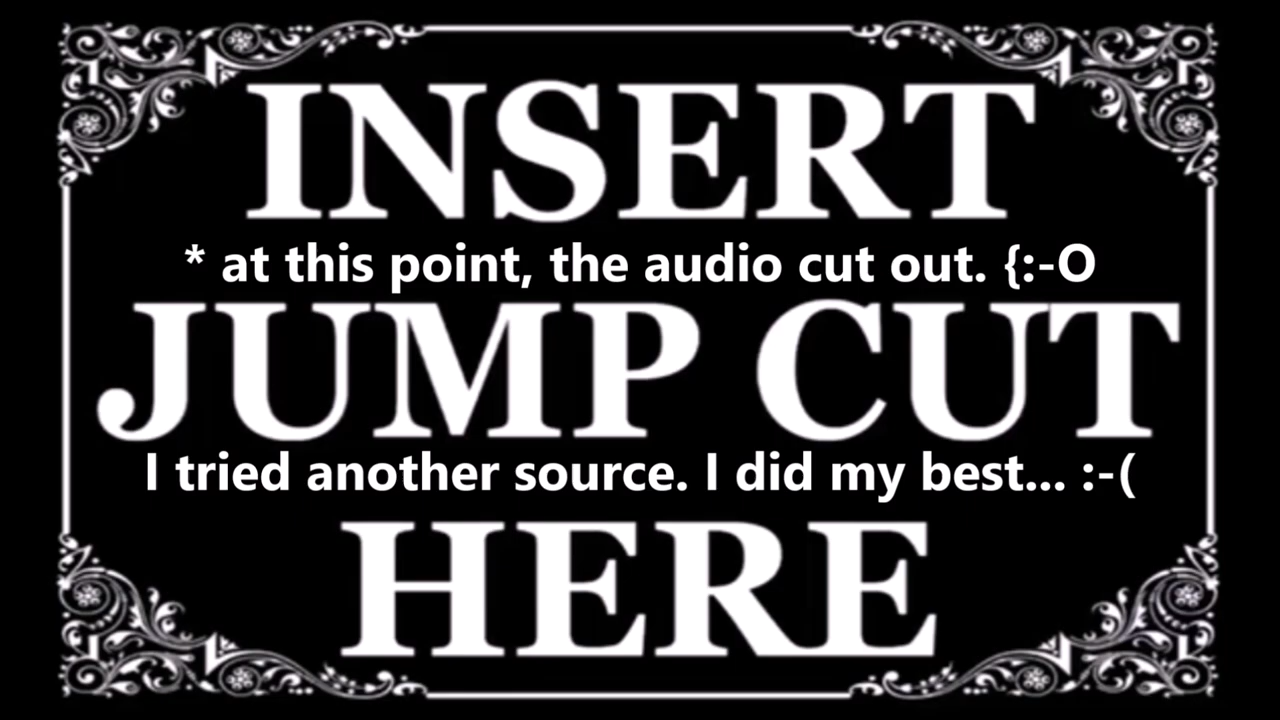 INSERT
* at this point, the audio cut out. {:-O
JUMP CUT
I tried another source. I did my best... :-(
HERE